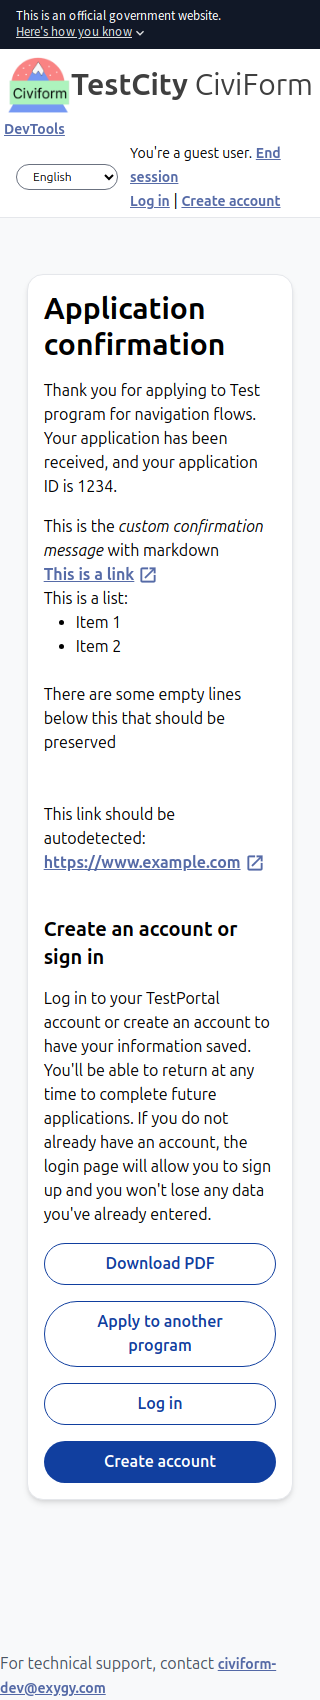 This is an official government website.
Here's how you know
Civiform
TestCity CiviForm
DevTools
English
You're a guest user. End
session
Log in | Create account
Application
confirmation
Thank you for applying to Test
program for navigation flows.
Your application has been
received, and your application
ID is 1234.
This is the custom confirmation
message with markdown
This is a link
This is a list:
Item 1
Item 2
There are some empty lines
below this that should be
preserved
This link should be
autodetected:
https://www.example.com
Create an account or
sign in
Log in to your TestPortal
account or create an account to
have your information saved.
You'll be able to return at any
time to complete future
applications. If you do not
already have an account, the
login page will allow you to sign
up and you won't lose any data
you've already entered.
Download PDF
Apply to another
program
Log in
Create account
For technical support, contact civiform-
dev@exygy.com